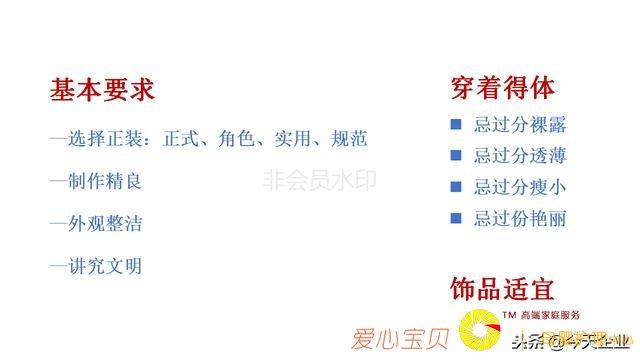 基本要求
—选择正装：正式、角色、实用、规范
—制作精良
—外观整洁
—讲究文明
非会员水印
穿着得体
■ 忌过分裸露
■ 忌过分透薄
■ 忌过分瘦小
■ 忌过份艳丽
饰品适宜
TM 高端家庭服务
爱心宝贝
头条@今天企业